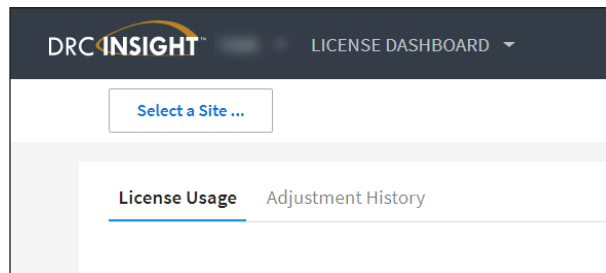 DRC INSIGHT™ LICENSE DASHBOARD
Select a Site ...
License Usage Adjustment History